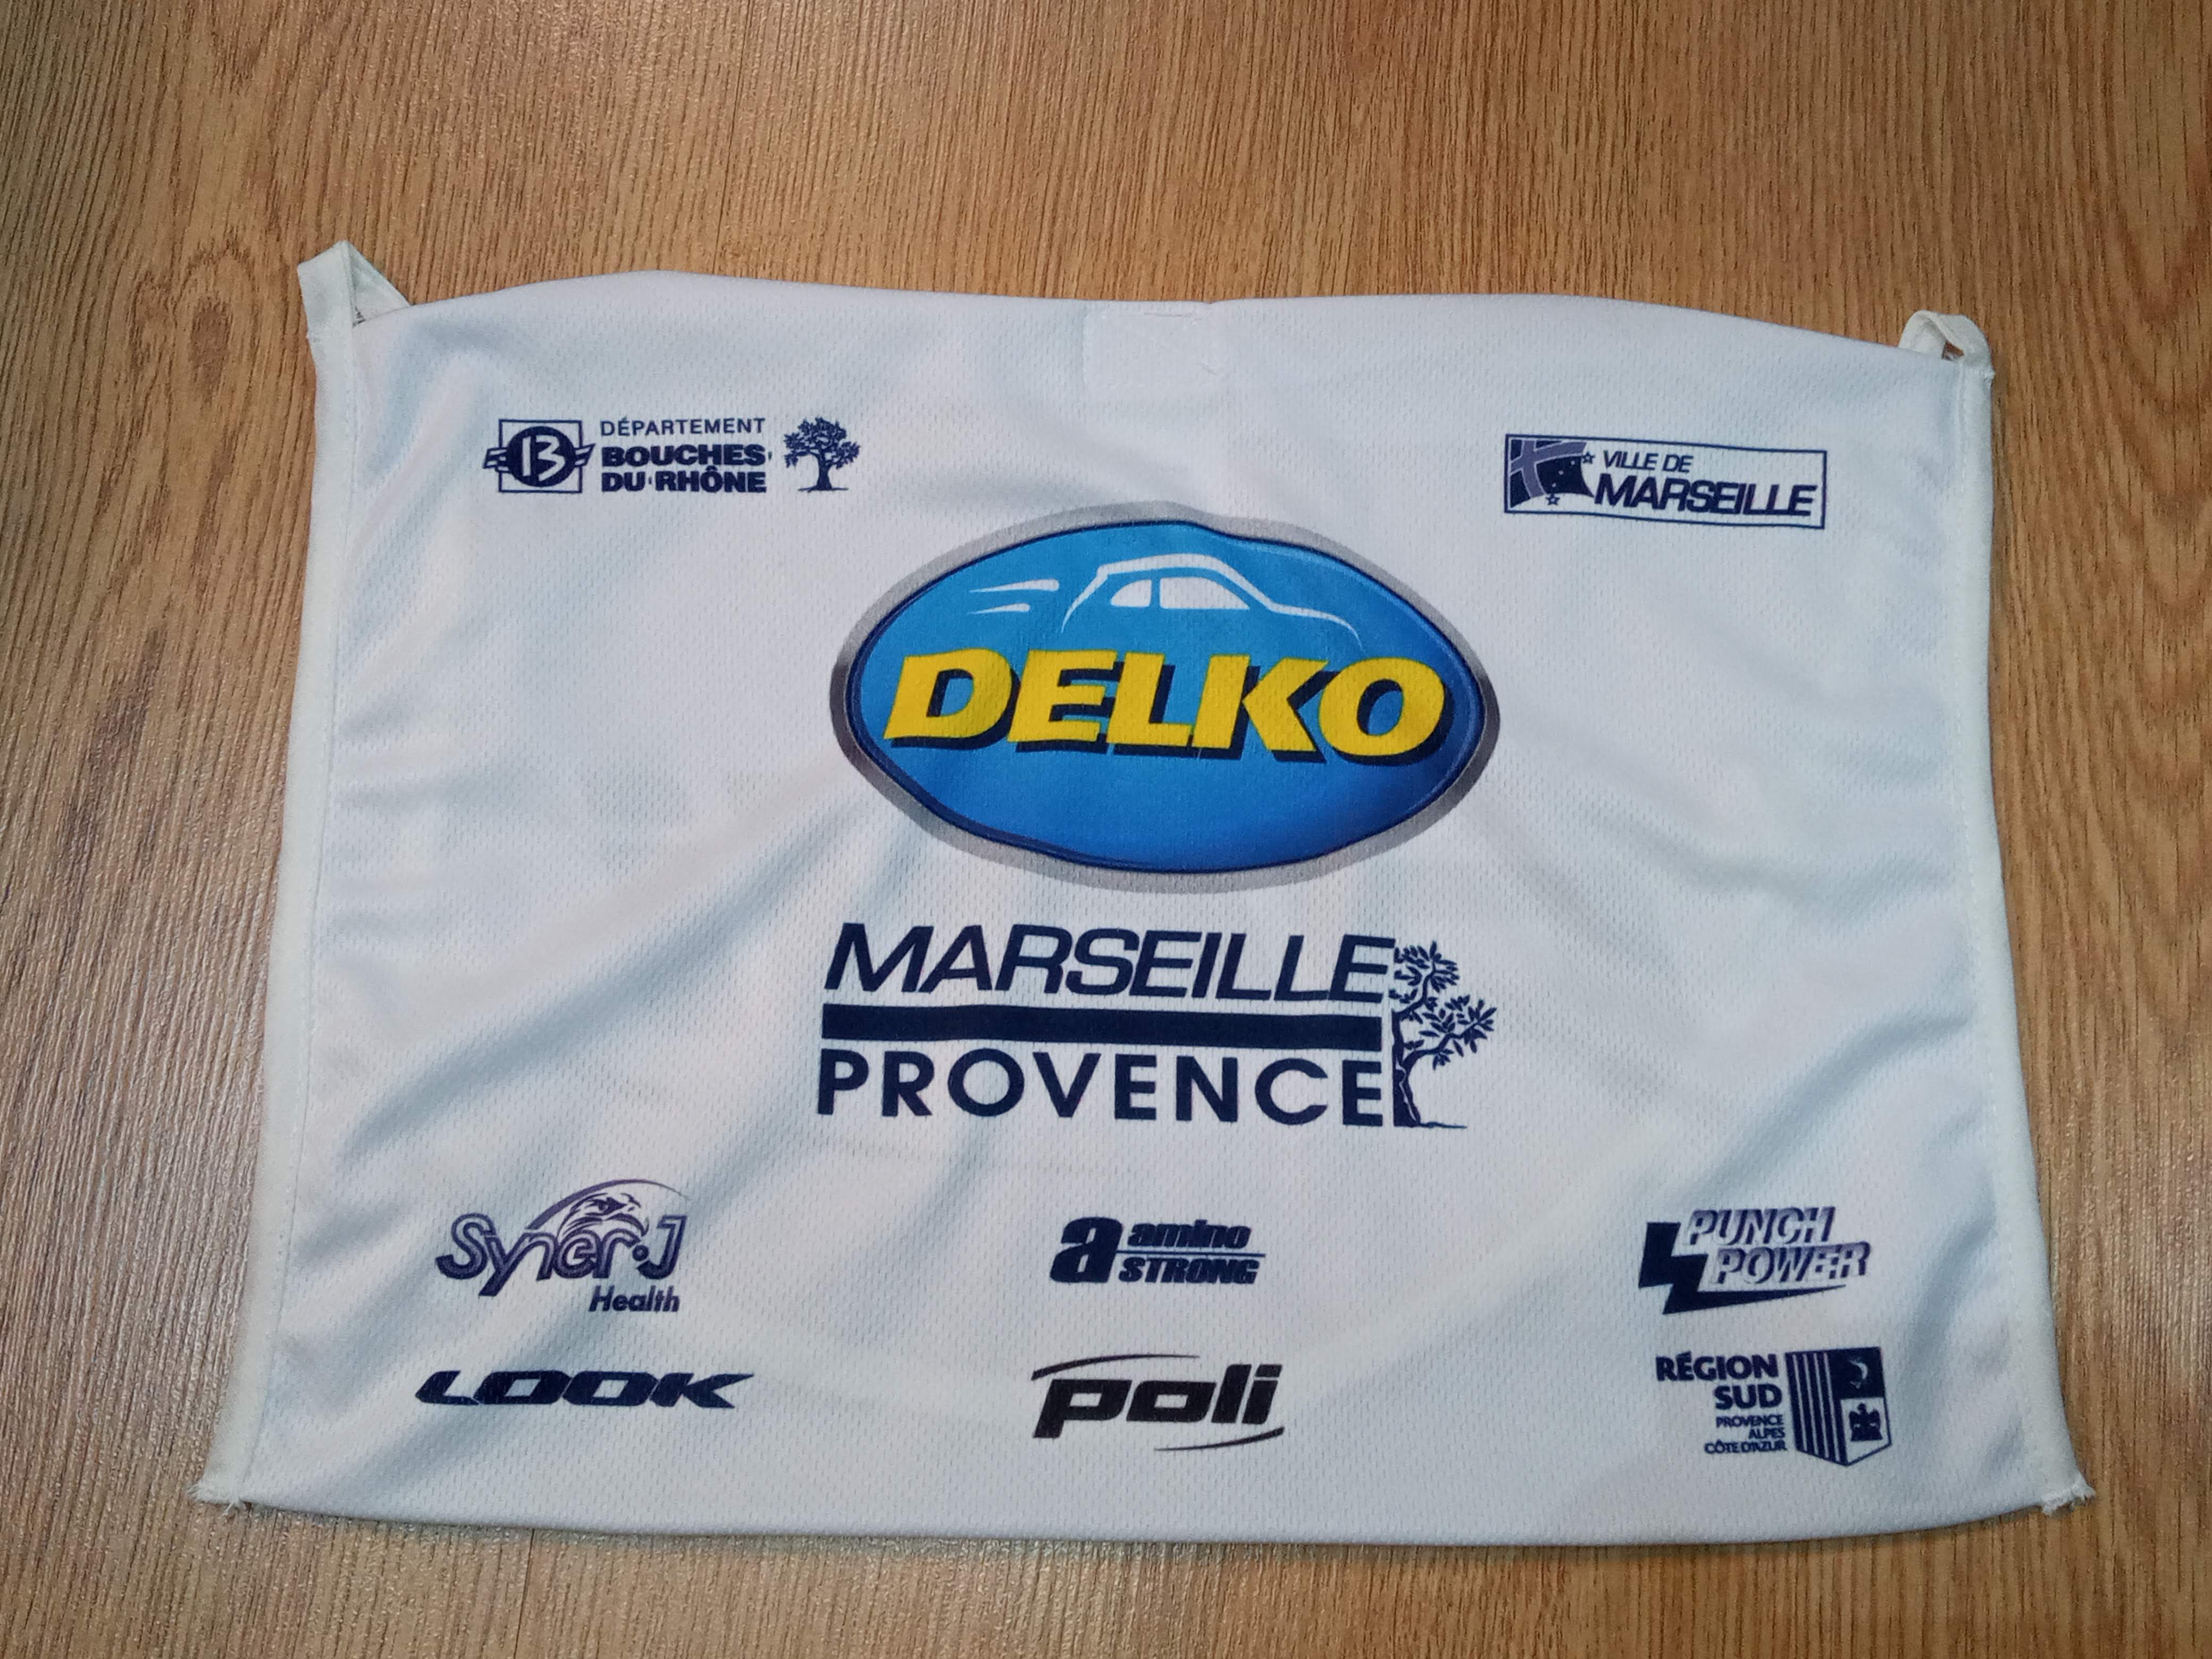 13
DÉPARTEMENT
BOUCHES
DU RHÔNE
VILLE DE
MARSEILLE
DELKO
MARSEILLE
PROVENCE
Syner.J
Health
a amino
STRONG
PUNCH
POWER
LOOK
poli
RÉGION
SUD
PROVENCE
ALPES
CÔTE D'AZUR